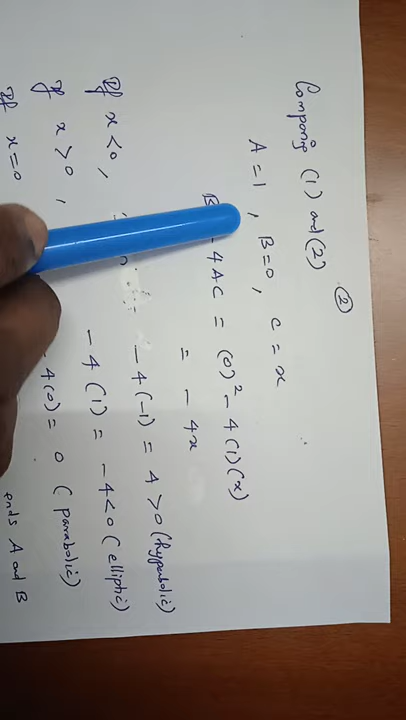 ②
Comparing (1) and (2)
A = 1 , B = 0 , C = x
B - 4AC = (0)² - 4(1)(x)
= - 4x
If x < 0 , - 4(-1) = 4 > 0 (hyperbolic)
If x > 0 , - 4(1) = - 4 < 0 (elliptic)
If x = 0 - 4(0) = 0 (parabolic)
ends A and B